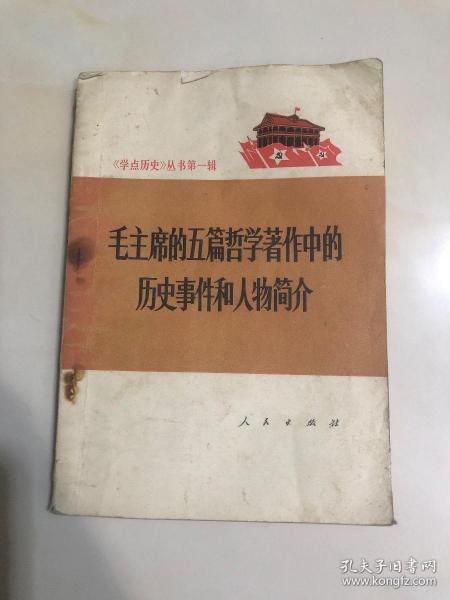 《学点历史》丛书第一辑
毛主席的五篇哲学著作中的
历史事件和人物简介
人民出版社
孔夫子旧书网
www.kongfz.com